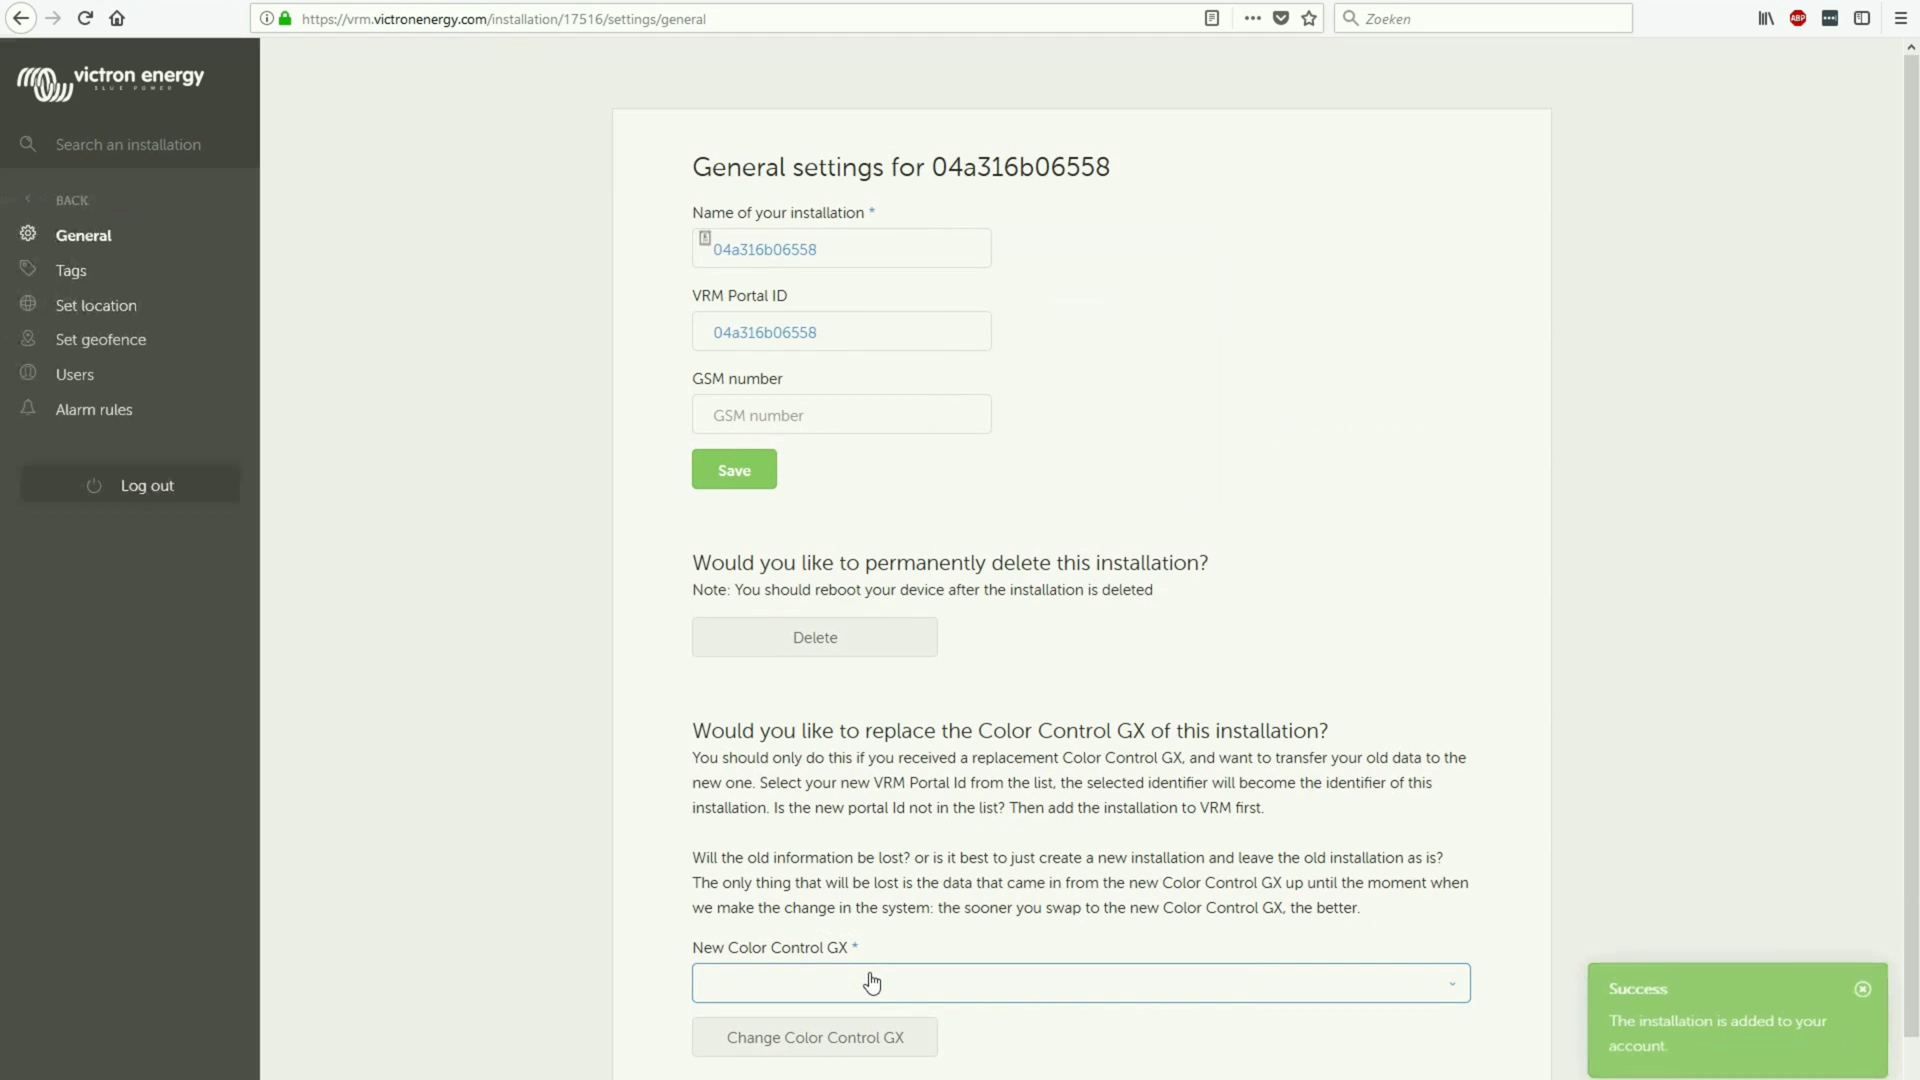 https://vrm.victronenergy.com/installation/17516/settings/general
Zoeken
ABP
victron energy
BLUE POWER
Search an installation
BACK
General
Tags
Set location
Set geofence
Users
Alarm rules
Log out
General settings for 04a316b06558
Name of your installation *
04a316b06558
VRM Portal ID
04a316b06558
GSM number
GSM number
Save
Would you like to permanently delete this installation?
Note: You should reboot your device after the installation is deleted
Delete
Would you like to replace the Color Control GX of this installation?
You should only do this if you received a replacement Color Control GX, and want to transfer your old data to the
new one. Select your new VRM Portal Id from the list, the selected identifier will become the identifier of this
installation. Is the new portal Id not in the list? Then add the installation to VRM first.
Will the old information be lost? or is it best to just create a new installation and leave the old installation as is?
The only thing that will be lost is the data that came in from the new Color Control GX up until the moment when
we make the change in the system: the sooner you swap to the new Color Control GX, the better.
New Color Control GX *
Change Color Control GX
Success
The installation is added to your
account.